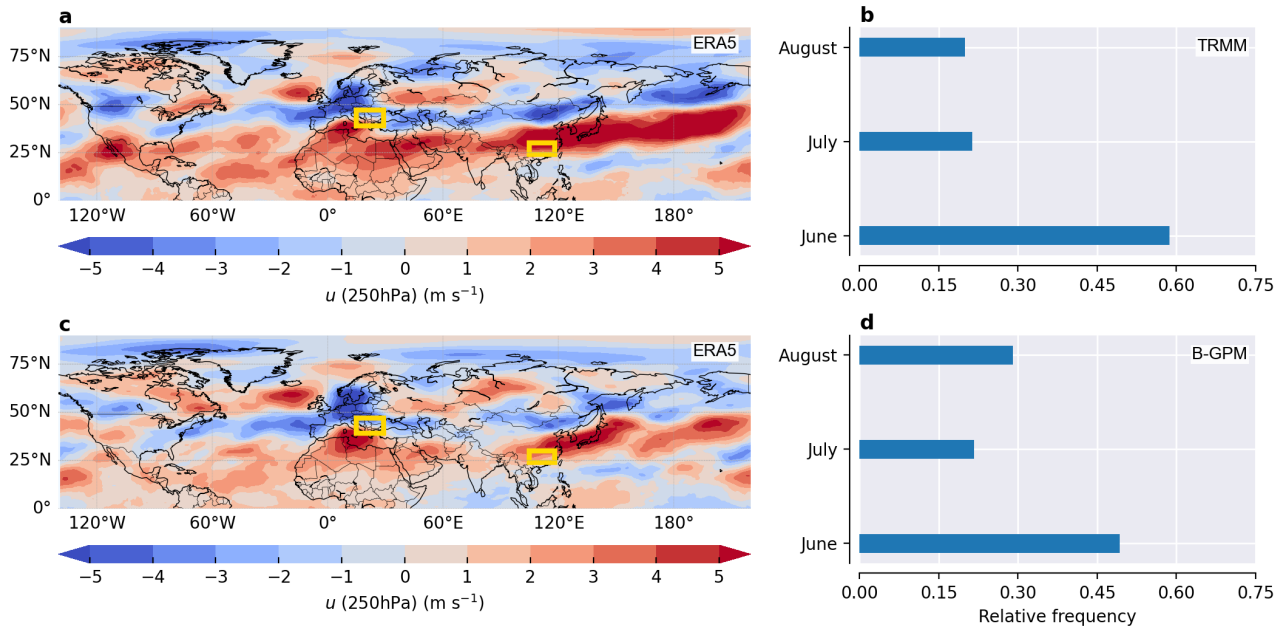 a
ERA5
75°N
50°N
25°N
0°
120°W 60°W 0° 60°E 120°E 180°
−5 −4 −3 −2 −1 0 1 2 3 4 5
u (250hPa) (m s⁻¹)
b
TRMM
August
July
June
0.00 0.15 0.30 0.45 0.60 0.75
c
ERA5
75°N
50°N
25°N
0°
120°W 60°W 0° 60°E 120°E 180°
−5 −4 −3 −2 −1 0 1 2 3 4 5
u (250hPa) (m s⁻¹)
d
B-GPM
August
July
June
0.00 0.15 0.30 0.45 0.60 0.75
Relative frequency